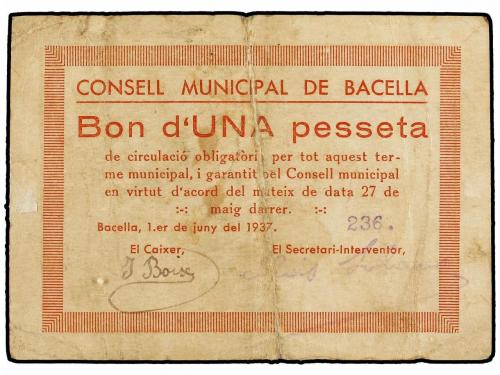 CONSELL MUNICIPAL DE BACELLA
Bon d'UNA pesseta
de circulació obligatòri per tot aquest ter-
me municipal, i garantit pel Consell municipal
en virtut d'acord del mateix de data 27 de
:-: maig darrer. :-:
Bacella, 1.er de juny del 1937. 236.
El Caixer, El Secretari-Interventor,
J Boix